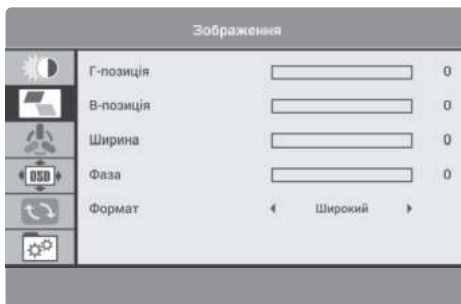 Зображення
Г-позиція 0
В-позиція 0
Ширина 0
Фаза 0
OSD
Формат Широкий